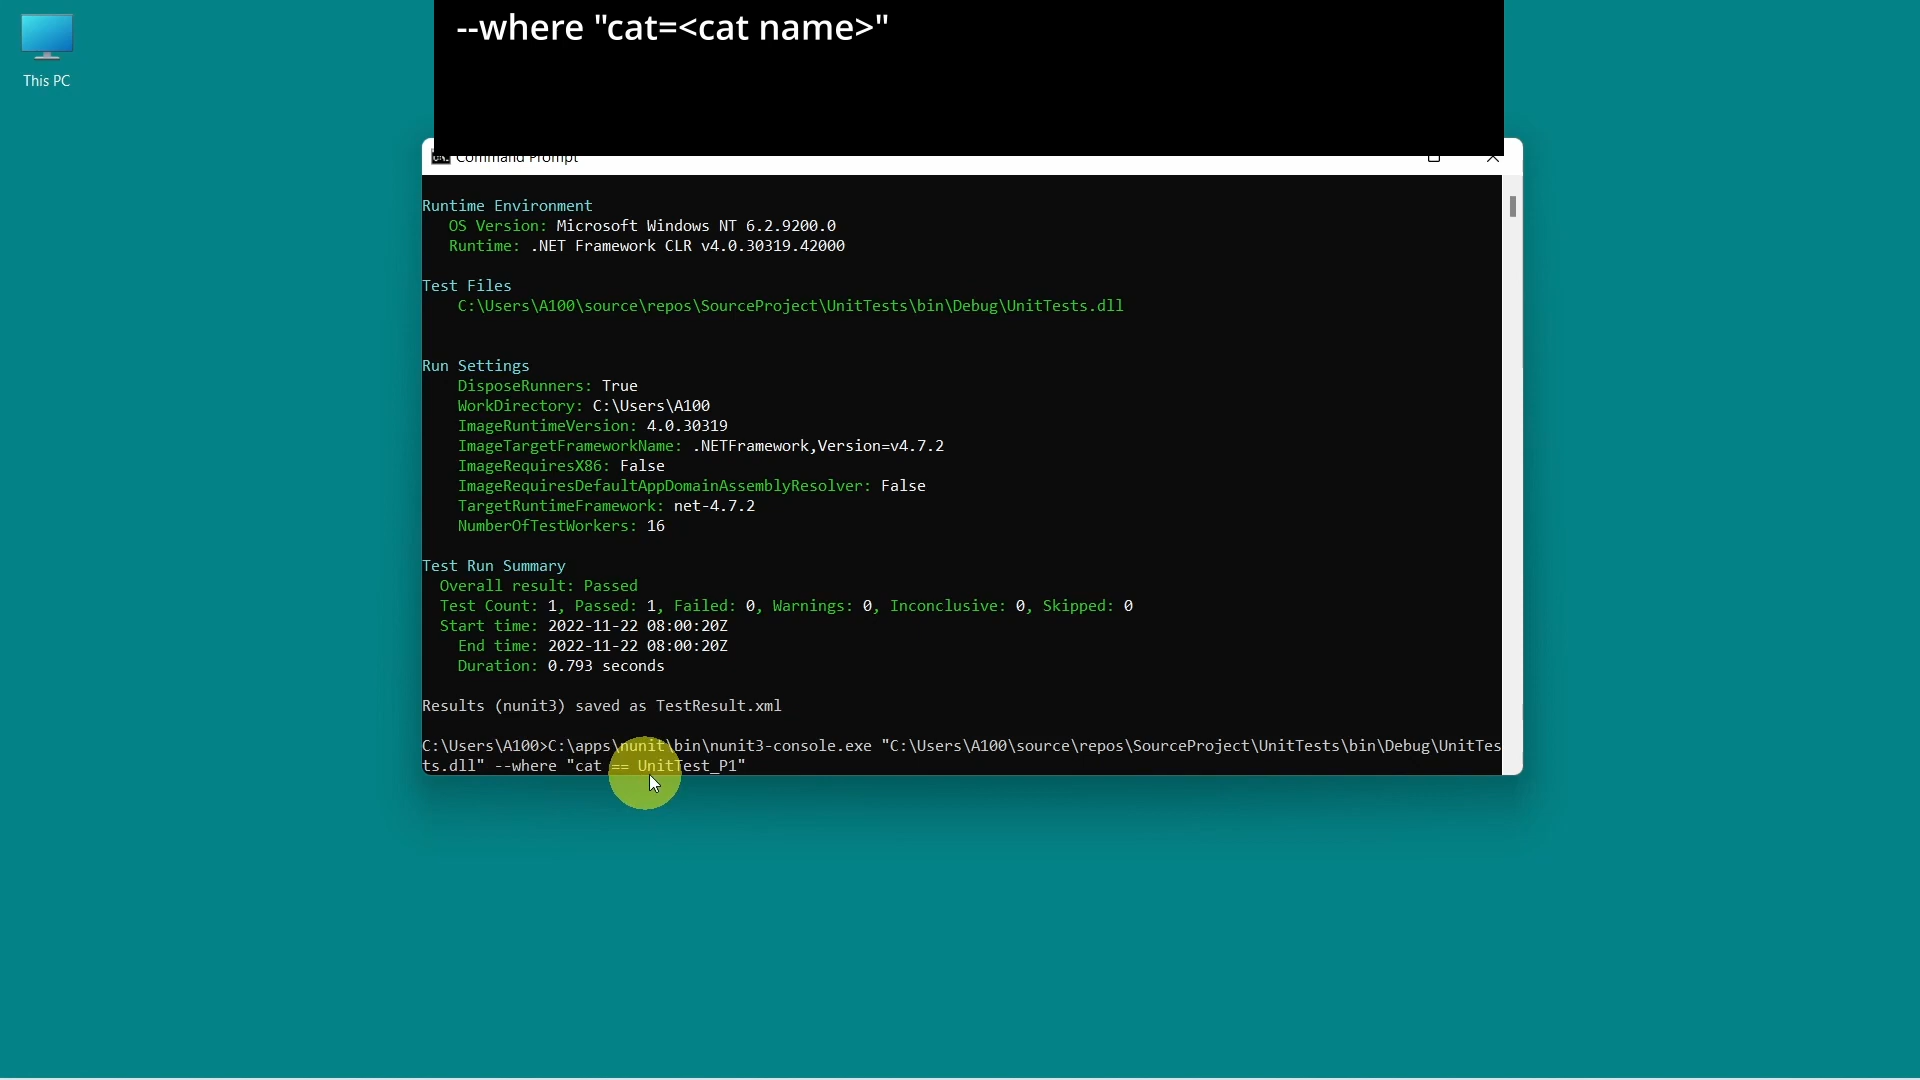 This PC
--where "cat=<cat name>"
Command Prompt
Runtime Environment
OS Version: Microsoft Windows NT 6.2.9200.0
Runtime: .NET Framework CLR v4.0.30319.42000
Test Files
C:\Users\A100\source\repos\SourceProject\UnitTests\bin\Debug\UnitTests.dll
Run Settings
DisposeRunners: True
WorkDirectory: C:\Users\A100
ImageRuntimeVersion: 4.0.30319
ImageTargetFrameworkName: .NETFramework,Version=v4.7.2
ImageRequiresX86: False
ImageRequiresDefaultAppDomainAssemblyResolver: False
TargetRuntimeFramework: net-4.7.2
NumberOfTestWorkers: 16
Test Run Summary
Overall result: Passed
Test Count: 1, Passed: 1, Failed: 0, Warnings: 0, Inconclusive: 0, Skipped: 0
Start time: 2022-11-22 08:00:20Z
End time: 2022-11-22 08:00:20Z
Duration: 0.793 seconds
Results (nunit3) saved as TestResult.xml
C:\Users\A100>C:\apps\nunit\bin\nunit3-console.exe "C:\Users\A100\source\repos\SourceProject\UnitTests\bin\Debug\UnitTes
ts.dll" --where "cat == UnitTest_P1"